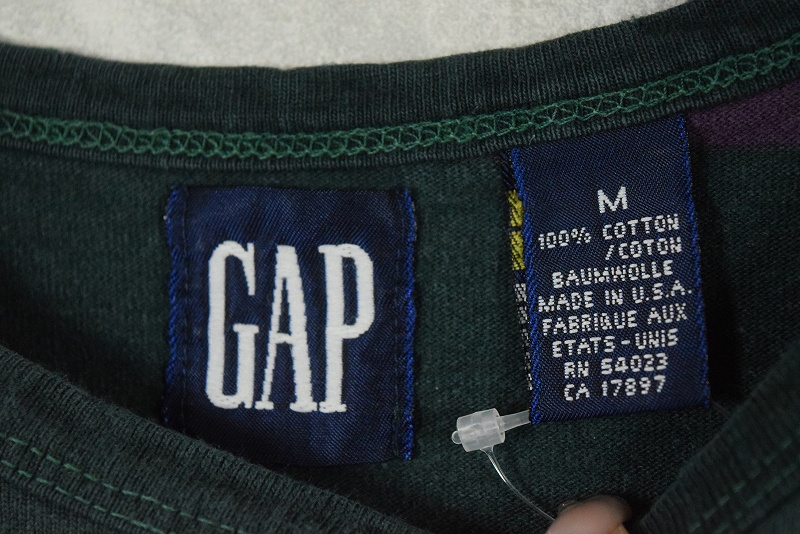 GAP
M
100% COTTON
/COTON
BAUMWOLLE
MADE IN U.S.A.
FABRIQUE AUX
ETATS-UNIS
RN 54023
CA 17897